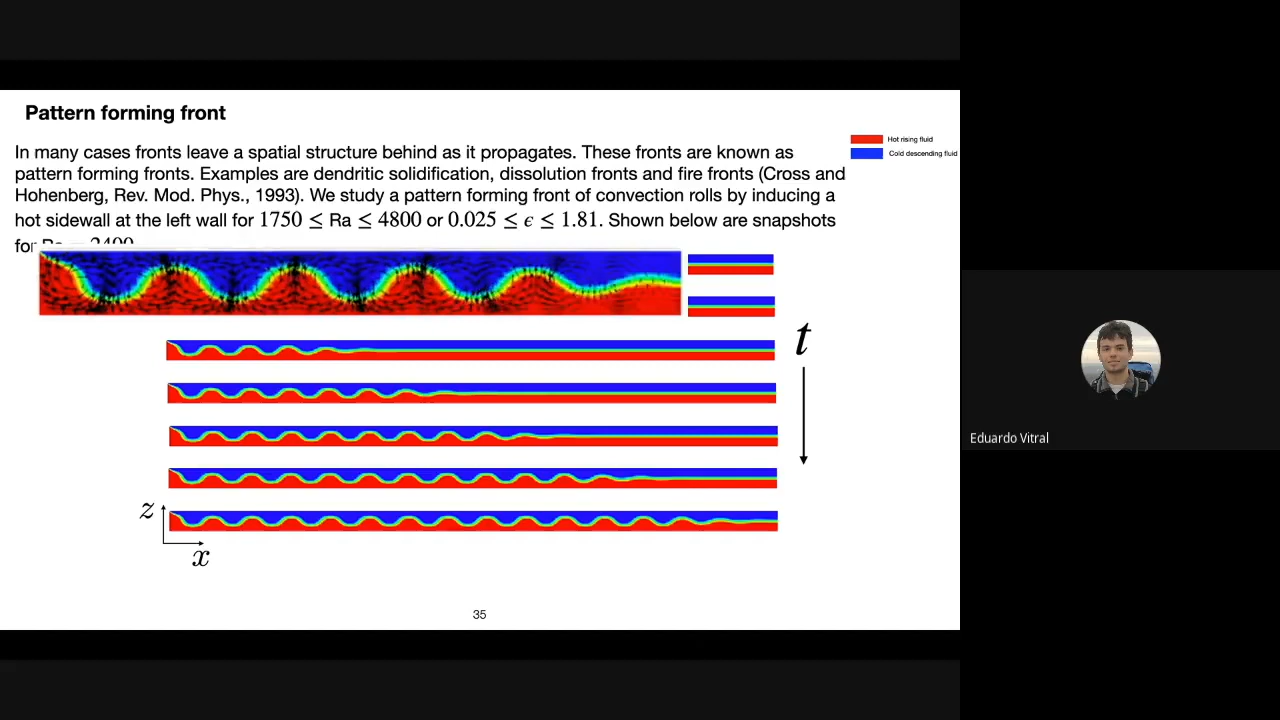 Pattern forming front
Hot rising fluid
Cold descending fluid
In many cases fronts leave a spatial structure behind as it propagates. These fronts are known as
pattern forming fronts. Examples are dendritic solidification, dissolution fronts and fire fronts (Cross and
Hohenberg, Rev. Mod. Phys., 1993). We study a pattern forming front of convection rolls by inducing a
hot sidewall at the left wall for 1750 ≤ Ra ≤ 4800 or 0.025 ≤ ϵ ≤ 1.81. Shown below are snapshots
for
t
z
x
35
Eduardo Vitral